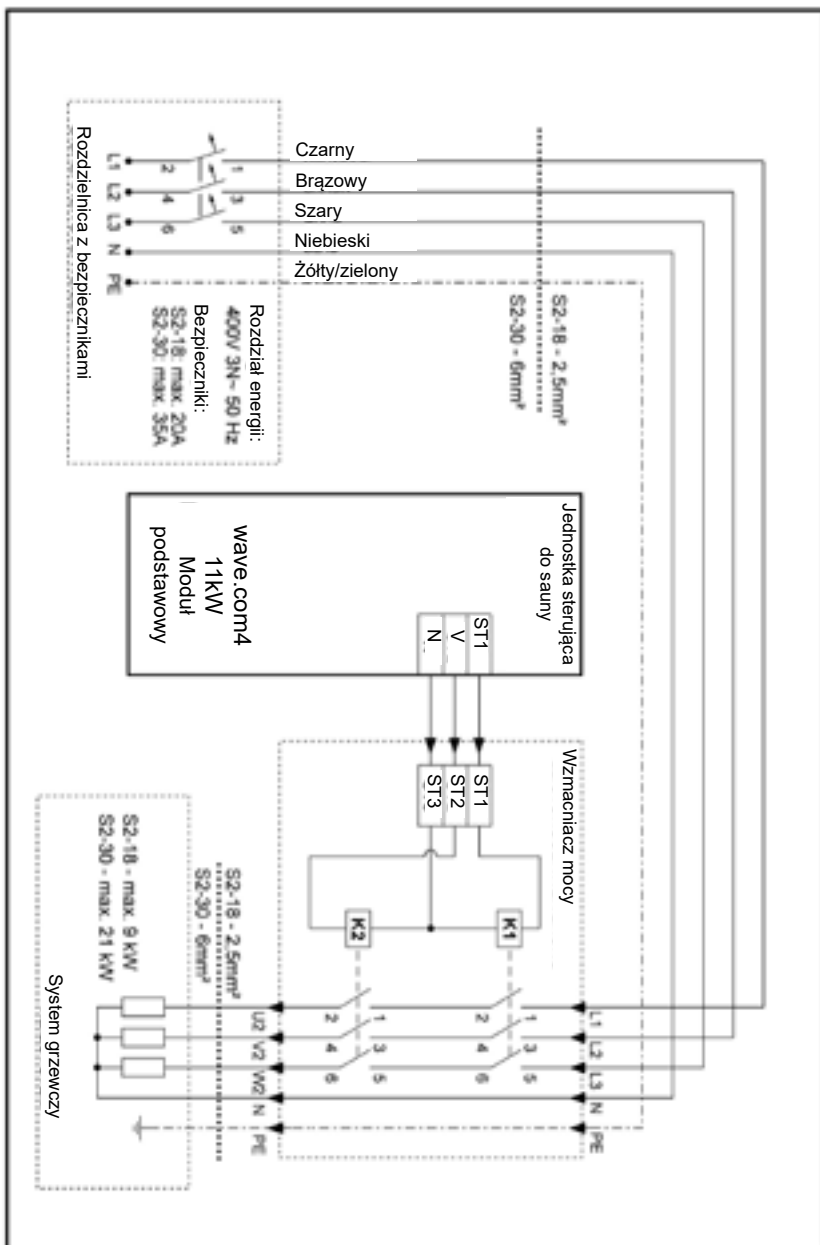 Czarny
Brązowy
Szary
Niebieski
Żółty/zielony
L1
L2
L3
N
PE
2
4
6
1
3
5
Rozdzielnica z bezpiecznikami
Rozdział energii:
400V 3N~ 50 Hz
Bezpieczniki:
S2-18: max. 20A
S2-30: max. 35A
S2-18 - 2,5mm²
S2-30 - 6mm²
Jednostka sterująca
do sauny
wave.com4
11kW
Moduł
podstawowy
ST1
V
N
Wzmacniacz mocy
ST1
ST2
ST3
K1
K2
1
3
5
2
4
6
1
3
5
2
4
6
L1
L2
L3
N
PE
U2
V2
W2
N
PE
S2-18 - 2,5mm²
S2-30 - 6mm²
S2-18 - max. 9 kW
S2-30 - max. 21 kW
System grzewczy